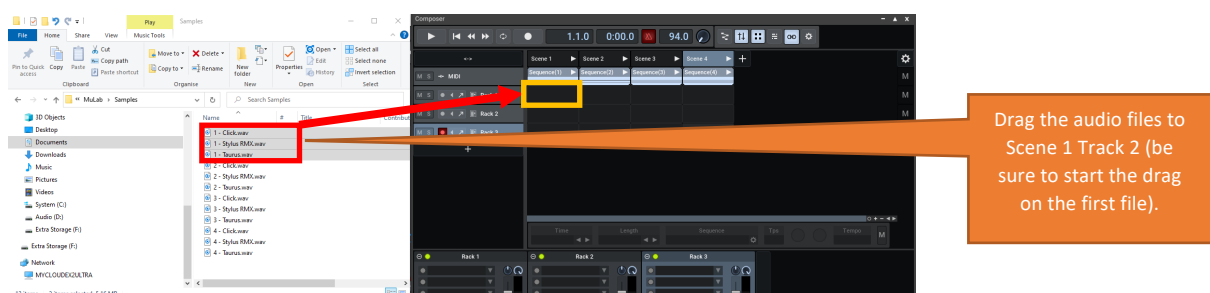 Play
Samples
File Home Share View Music Tools
Pin to Quick access
Copy
Paste
Cut
Copy path
Paste shortcut
Move to
Copy to
Delete
Rename
New folder
Properties
Open
Edit
History
Select all
Select none
Invert selection
Clipboard Organise New Open Select
« MuLab › Samples
Search Samples
3D Objects
Desktop
Documents
Downloads
Music
Pictures
Videos
System (C:)
Audio (D:)
Extra Storage (F:)
Extra Storage (F:)
Network
MYCLOUDEX2ULTRA
Name # Title Contribut
1 - Click.wav
1 - Stylus RMX.wav
1 - Taurus.wav
2 - Click.wav
2 - Stylus RMX.wav
2 - Taurus.wav
3 - Click.wav
3 - Stylus RMX.wav
3 - Taurus.wav
4 - Click.wav
4 - Stylus RMX.wav
4 - Taurus.wav
Composer
1.1.0 0:00.0 94.0
Scene 1 Scene 2 Scene 3 Scene 4 +
Sequence(1) Sequence(2) Sequence(3) Sequence(4)
M S MIDI M
M S Rack 1 M
M S Rack 2 M
M S Rack 3
+
Time Length Sequence Tps Tempo M
Rack 1 Rack 2 Rack 3
Drag the audio files to
Scene 1 Track 2 (be
sure to start the drag
on the first file).